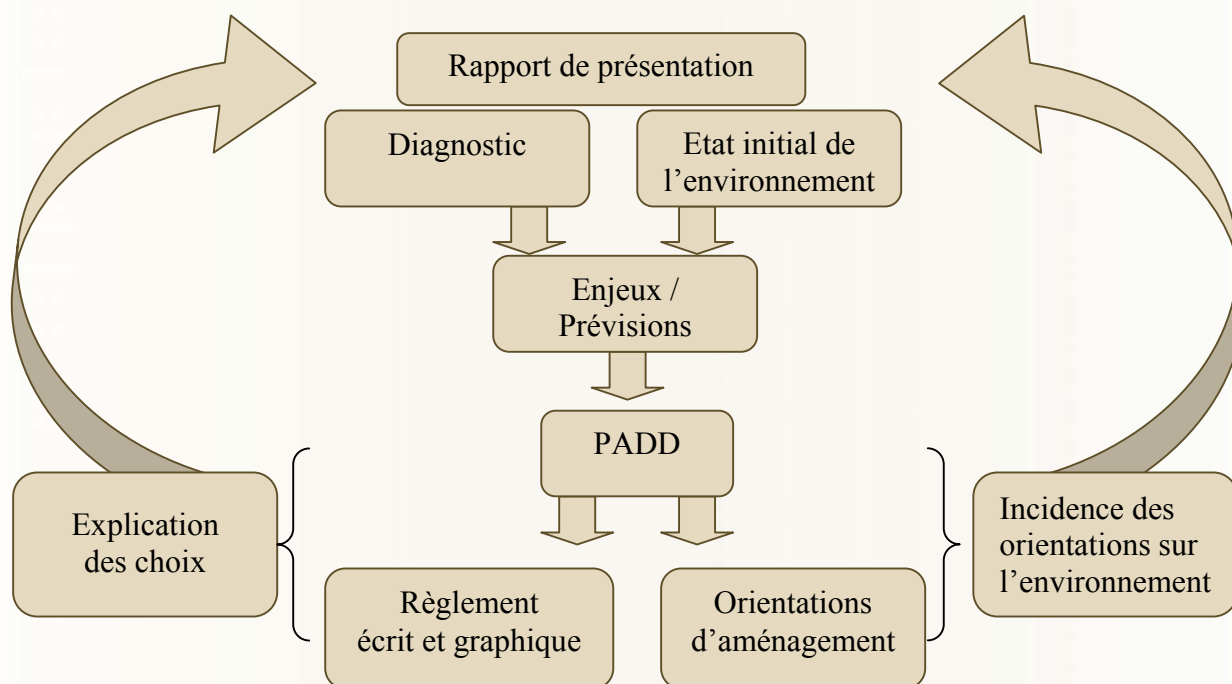 Rapport de présentation
Diagnostic
Etat initial de
l’environnement
Enjeux /
Prévisions
PADD
Explication
des choix
Incidence des
orientations sur
l’environnement
Règlement
écrit et graphique
Orientations
d’aménagement